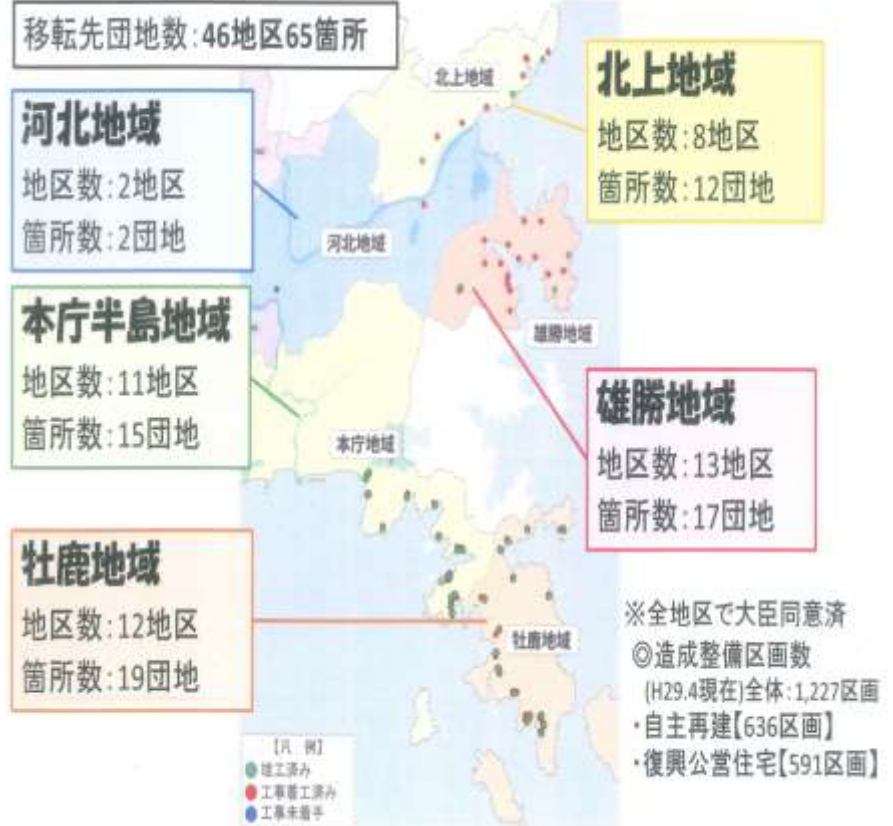 移転先団地数:46地区65箇所
河北地域
地区数:2地区
箇所数:2団地
本庁半島地域
地区数:11地区
箇所数:15団地
牡鹿地域
地区数:12地区
箇所数:19団地
北上地域
地区数:8地区
箇所数:12団地
雄勝地域
地区数:13地区
箇所数:17団地
北上地域
河北地域
雄勝地域
本庁地域
牡鹿地域
※全地区で大臣同意済
◎造成整備区画数
(H29.4現在)全体:1,227区画
・自主再建【636区画】
・復興公営住宅【591区画】
【凡 例】
竣工済み
工事着工済み
工事未着手